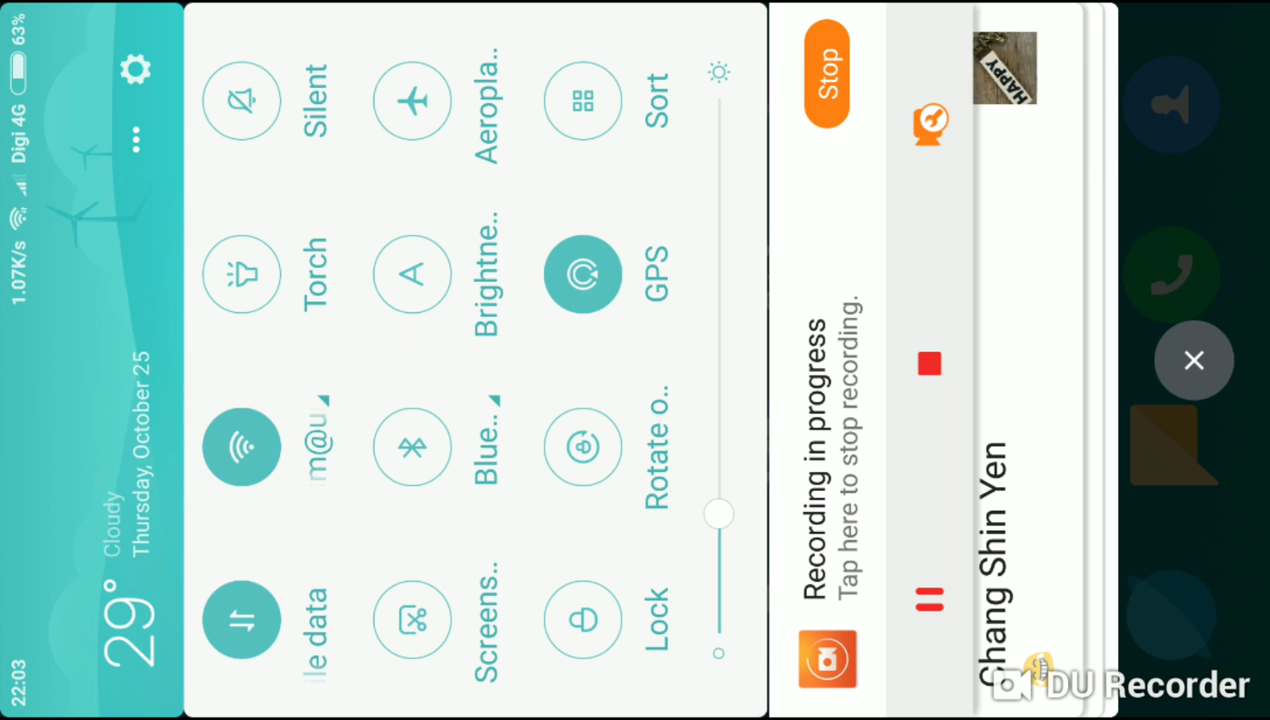 22:03
1.07K/s
Digi 4G
63%
29°
Cloudy
Thursday, October 25
ile data
m@u
Torch
Silent
Screens..
Blue..
Brightne..
Aeropla..
Lock
Rotate o..
GPS
Sort
Recording in progress
Tap here to stop recording.
Stop
Chang Shin Yen
HAPPY
DU Recorder